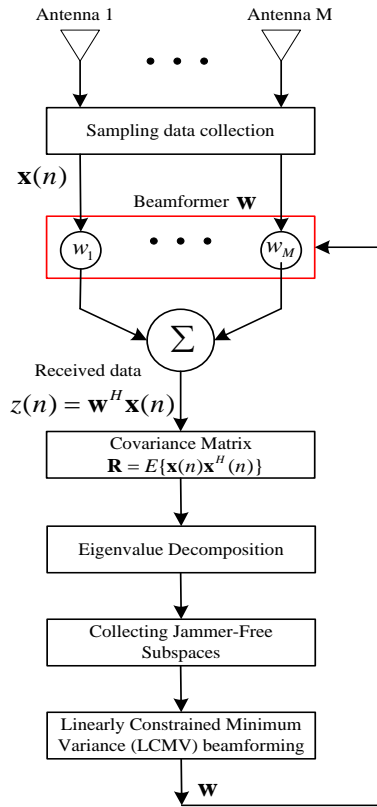 Antenna 1 Antenna M
Sampling data collection
x(n)
Beamformer w
w₁ w_M
Σ
Received data
z(n) = w^H x(n)
Covariance Matrix
R = E{x(n)x^H(n)}
Eigenvalue Decomposition
Collecting Jammer-Free
Subspaces
Linearly Constrained Minimum
Variance (LCMV) beamforming
w